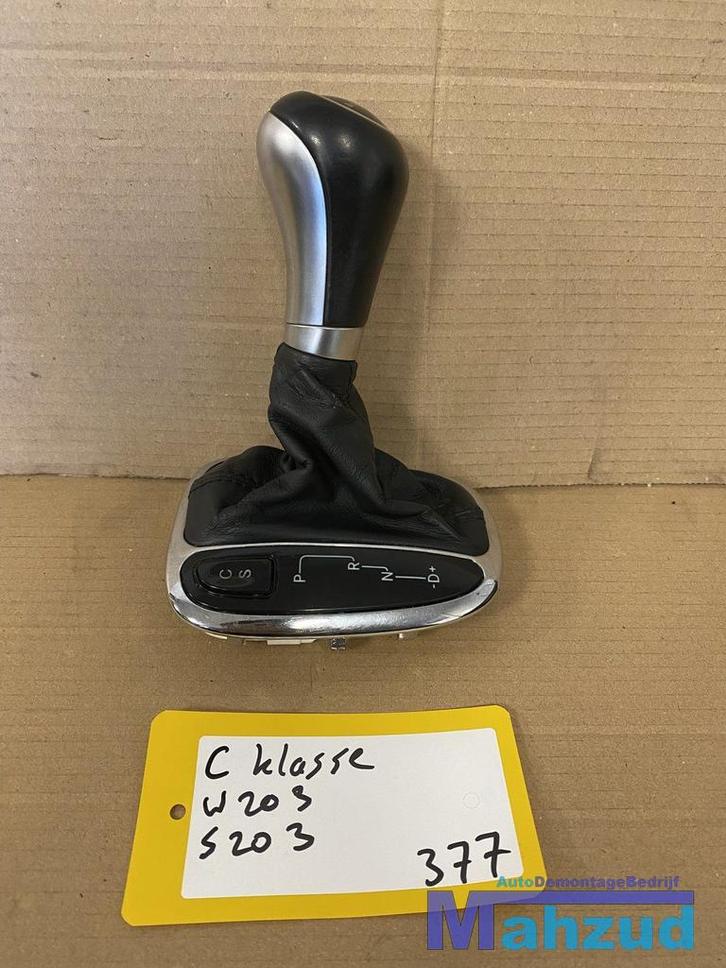 C
S
P
R
N
-D+
C klasse
W203
S203
377
AutoDemontageBedrijf
Mahzud